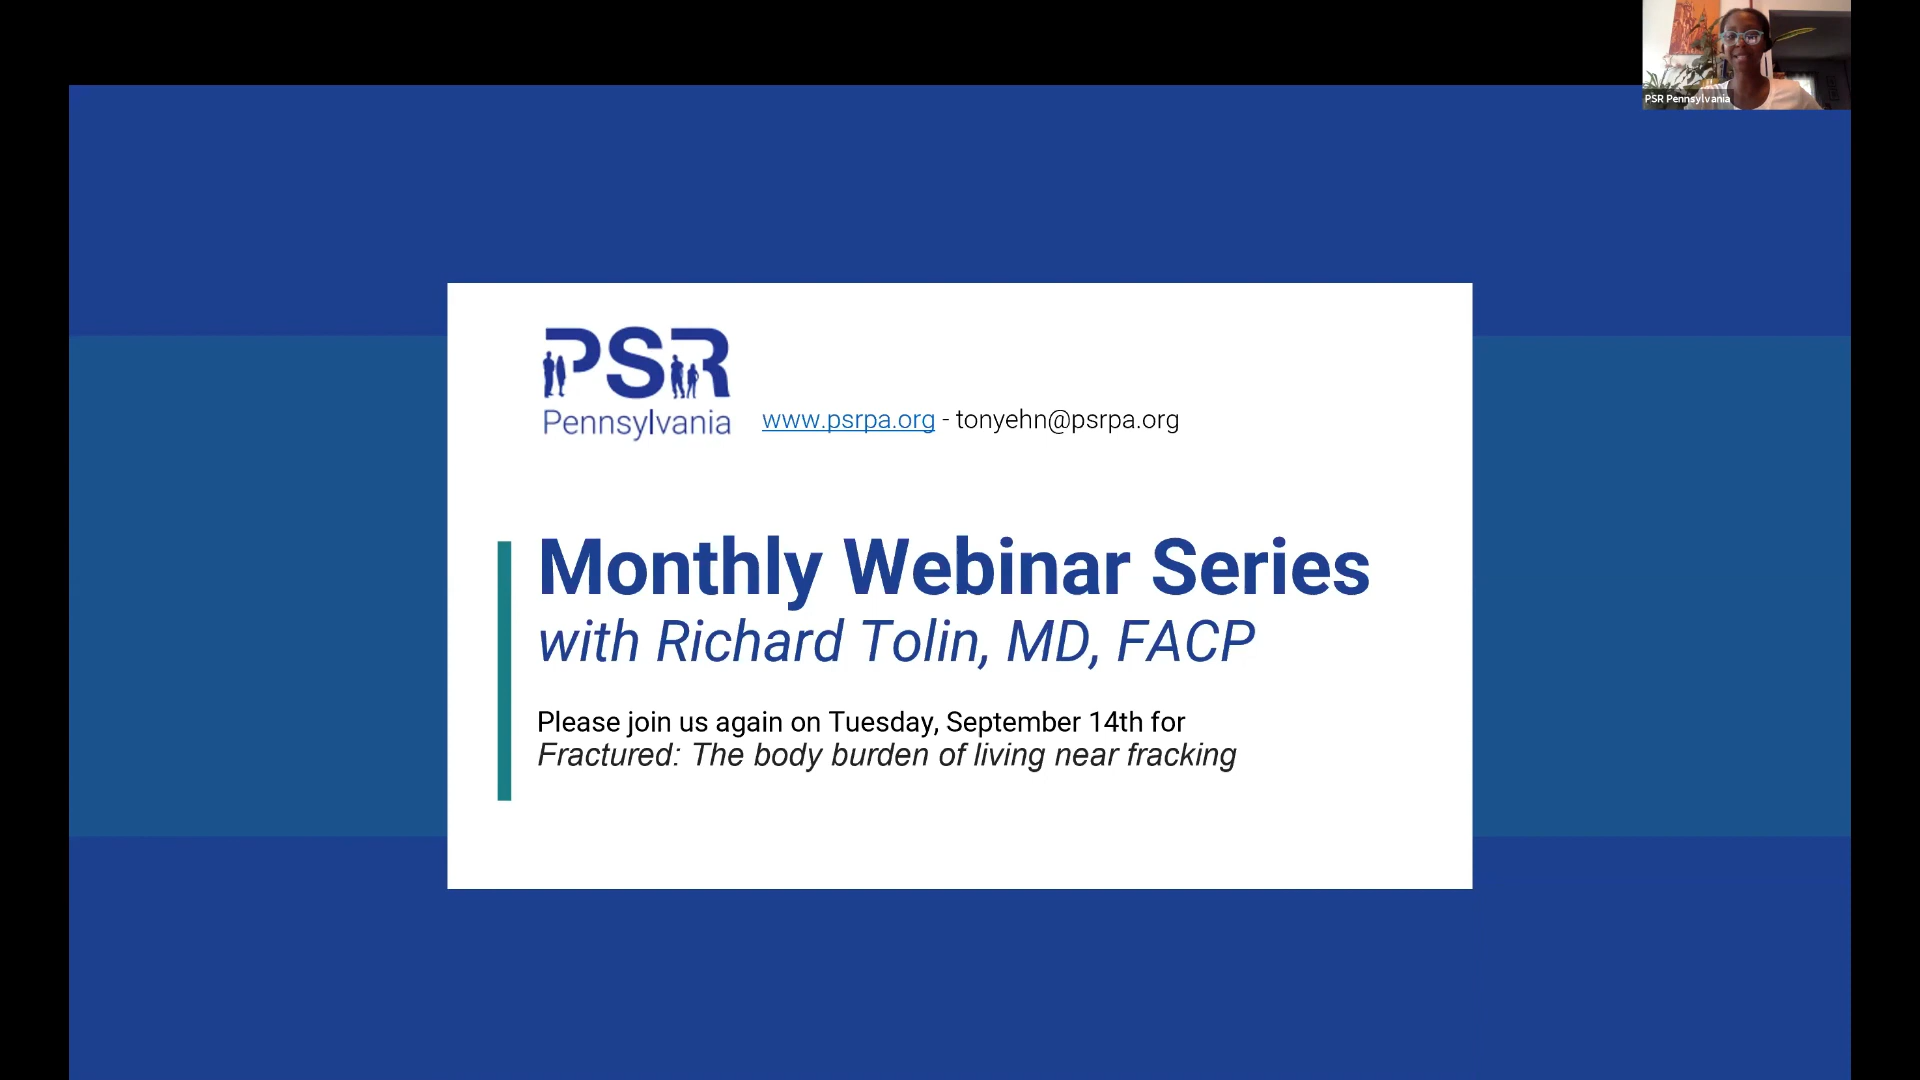 PSR Pennsylvania
PSR
Pennsylvania
www.psrpa.org - tonyehn@psrpa.org
Monthly Webinar Series
with Richard Tolin, MD, FACP
Please join us again on Tuesday, September 14th for
Fractured: The body burden of living near fracking